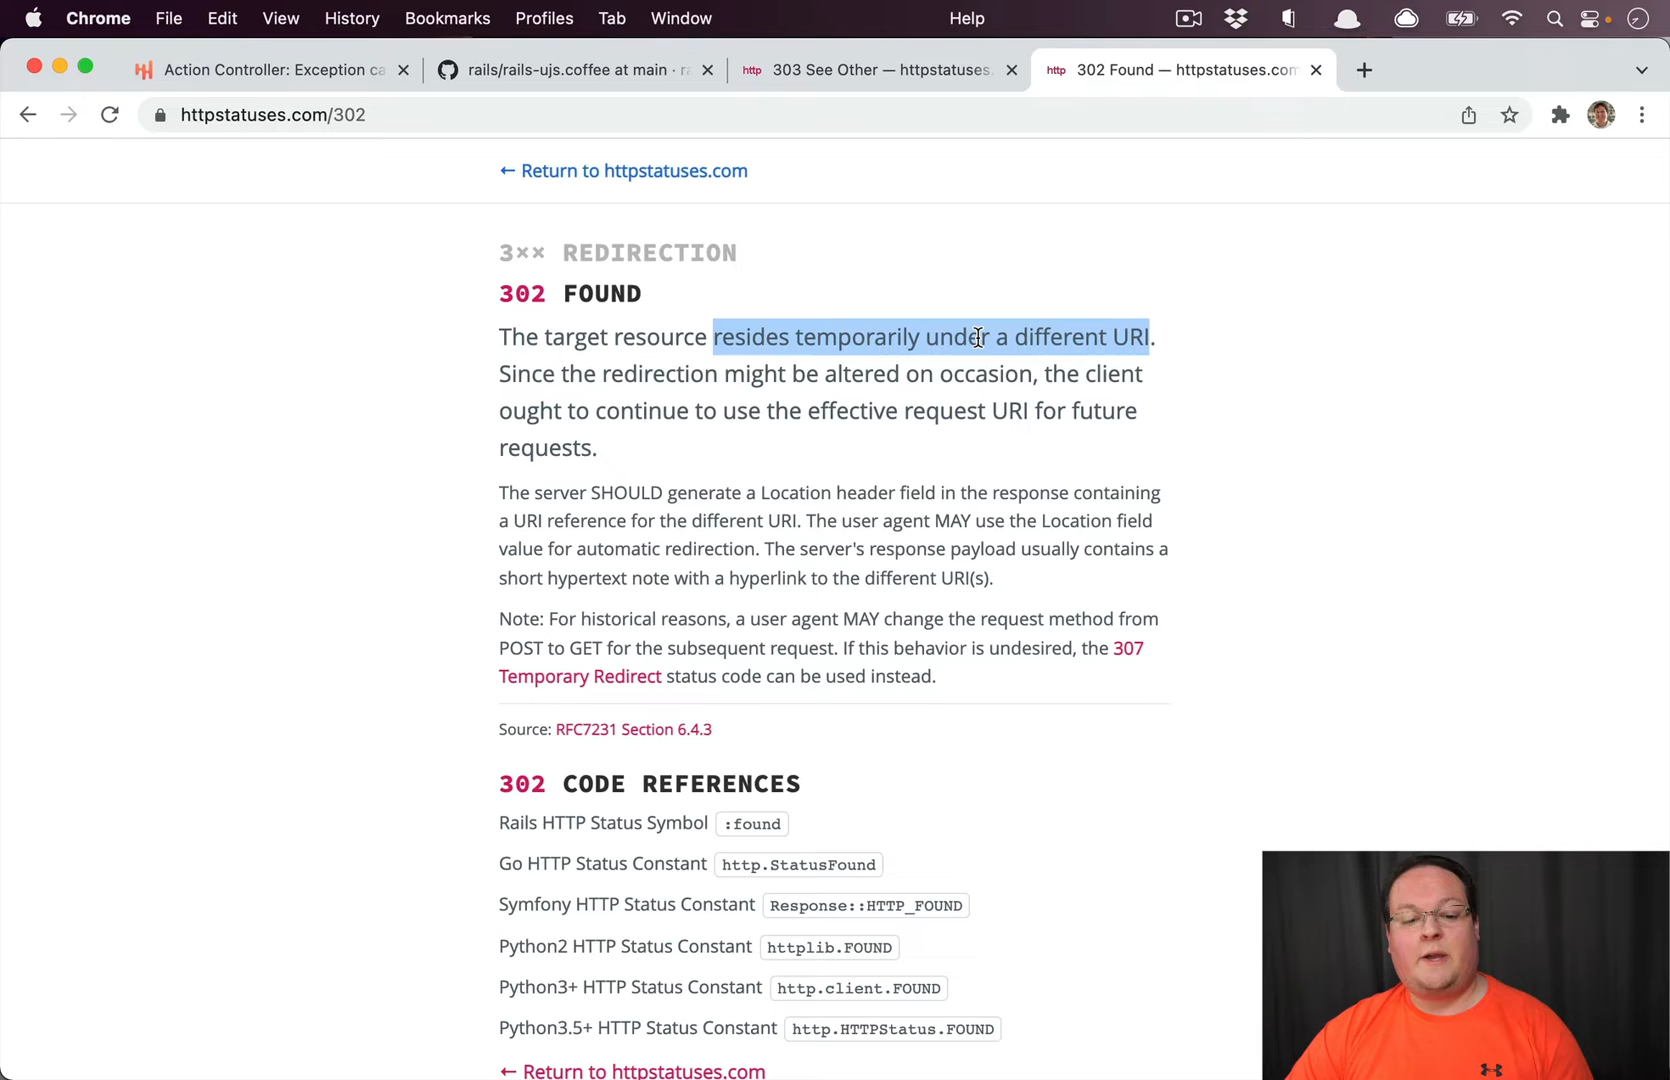 Chrome File Edit View History Bookmarks Profiles Tab Window Help
Action Controller: Exception ca
rails/rails-ujs.coffee at main · ra
http 303 See Other — httpstatuses.
http 302 Found — httpstatuses.com
httpstatuses.com/302
← Return to httpstatuses.com
3×× REDIRECTION
302 FOUND
The target resource resides temporarily under a different URI.
Since the redirection might be altered on occasion, the client
ought to continue to use the effective request URI for future
requests.
The server SHOULD generate a Location header field in the response containing
a URI reference for the different URI. The user agent MAY use the Location field
value for automatic redirection. The server's response payload usually contains a
short hypertext note with a hyperlink to the different URI(s).
Note: For historical reasons, a user agent MAY change the request method from
POST to GET for the subsequent request. If this behavior is undesired, the 307
Temporary Redirect status code can be used instead.
Source: RFC7231 Section 6.4.3
302 CODE REFERENCES
Rails HTTP Status Symbol :found
Go HTTP Status Constant http.StatusFound
Symfony HTTP Status Constant Response::HTTP_FOUND
Python2 HTTP Status Constant httplib.FOUND
Python3+ HTTP Status Constant http.client.FOUND
Python3.5+ HTTP Status Constant http.HTTPStatus.FOUND
← Return to httpstatuses.com